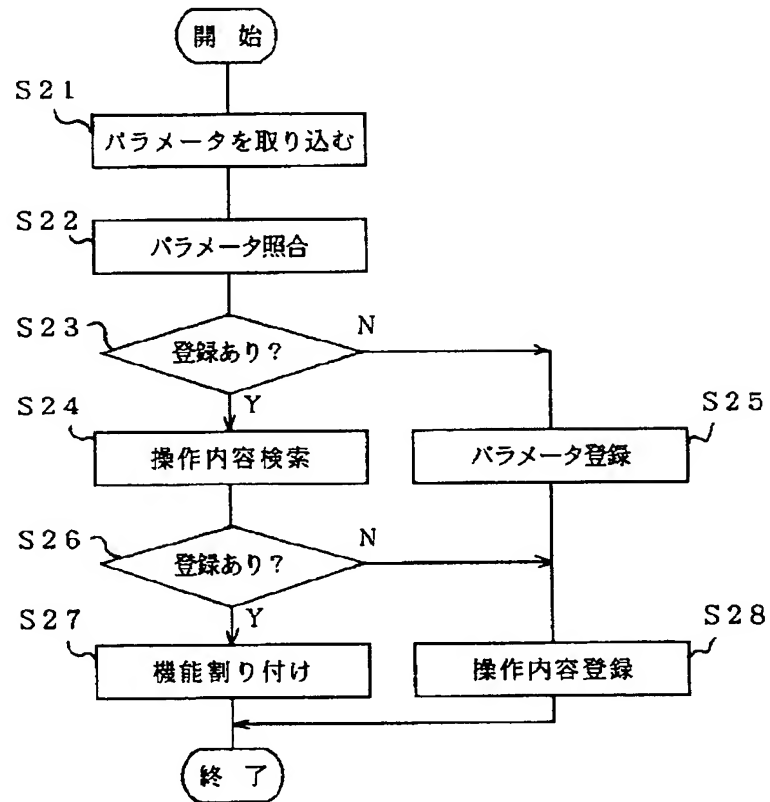 開始
S21
パラメータを取り込む
S22
パラメータ照合
S23
登録あり?
N
Y
S24
操作内容検索
S25
パラメータ登録
S26
登録あり?
N
Y
S27
機能割り付け
S28
操作内容登録
終了